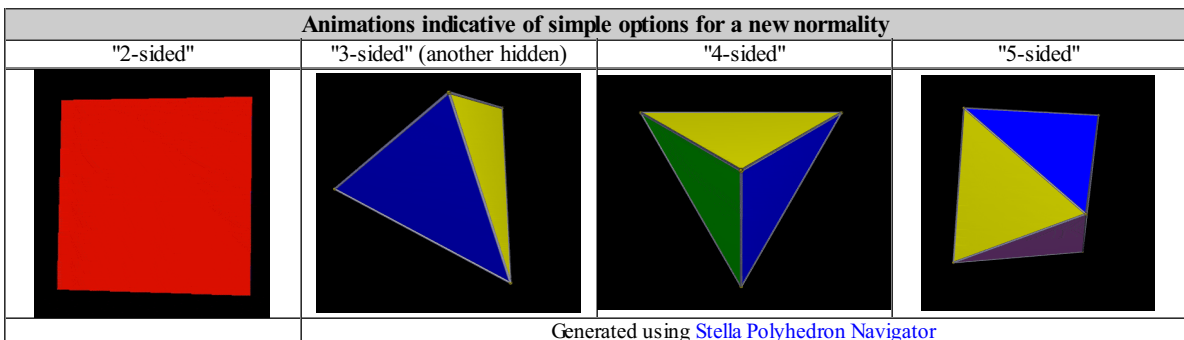 Animations indicative of simple options for a new normality
"2-sided" "3-sided" (another hidden) "4-sided" "5-sided"
Generated using Stella Polyhedron Navigator